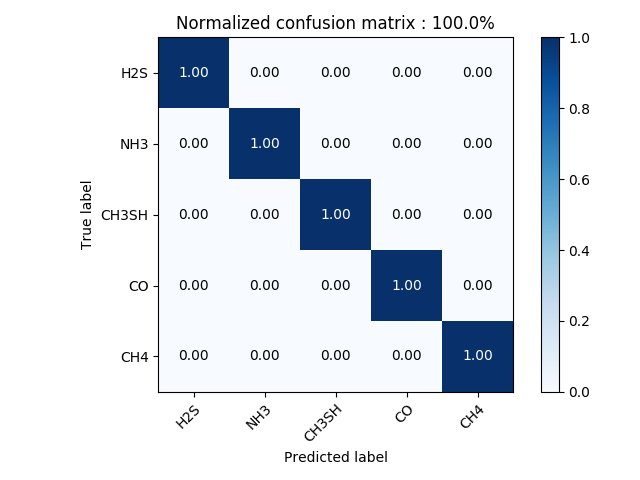 Normalized confusion matrix : 100.0%
H2S 1.00 0.00 0.00 0.00 0.00
NH3 0.00 1.00 0.00 0.00 0.00
CH3SH 0.00 0.00 1.00 0.00 0.00
CO 0.00 0.00 0.00 1.00 0.00
CH4 0.00 0.00 0.00 0.00 1.00
True label
H2S NH3 CH3SH CO CH4
Predicted label
1.0
0.8
0.6
0.4
0.2
0.0